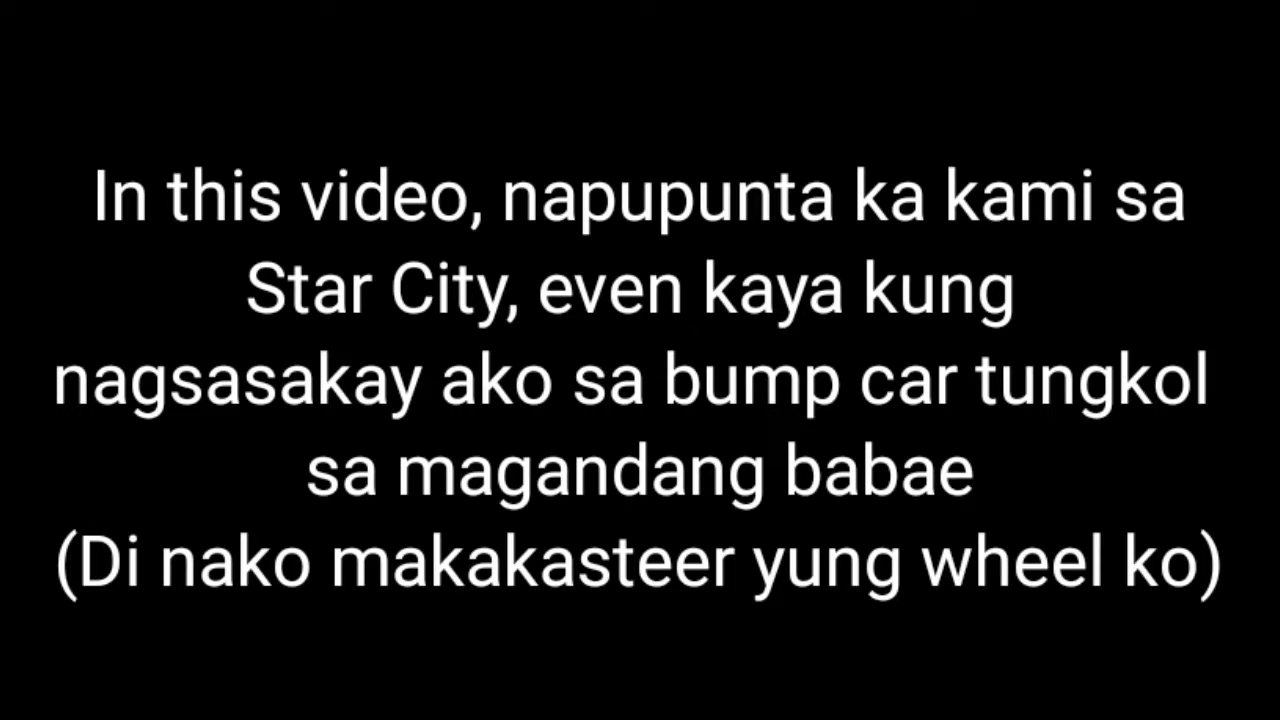 In this video, napupunta ka kami sa
Star City, even kaya kung
nagsasakay ako sa bump car tungkol
sa magandang babae
(Di nako makakasteer yung wheel ko)